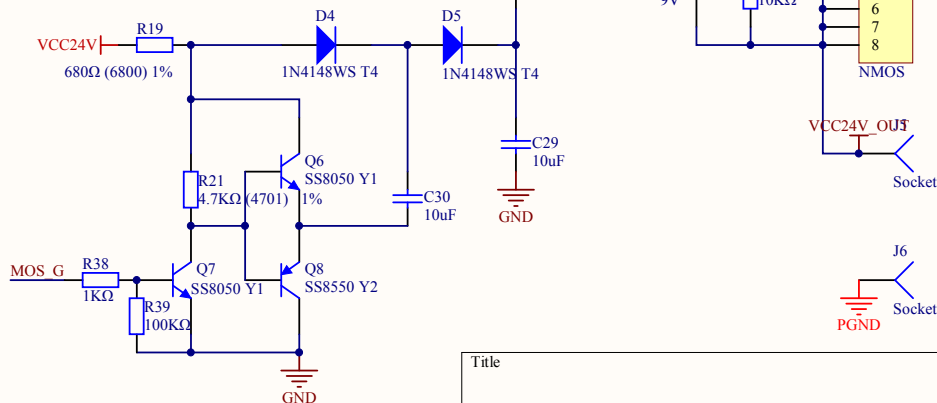 R19
VCC24V
680Ω (6800) 1%
D4
1N4148WS T4
D5
1N4148WS T4
10KΩ
6
7
8
NMOS
VCC24V_OUT
J5
Socket
C29
10uF
GND
Q6
SS8050 Y1
R21
4.7KΩ (4701) 1%
C30
10uF
MOS_G
R38
1KΩ
Q7
SS8050 Y1
Q8
SS8550 Y2
R39
100KΩ
GND
J6
Socket
PGND
Title